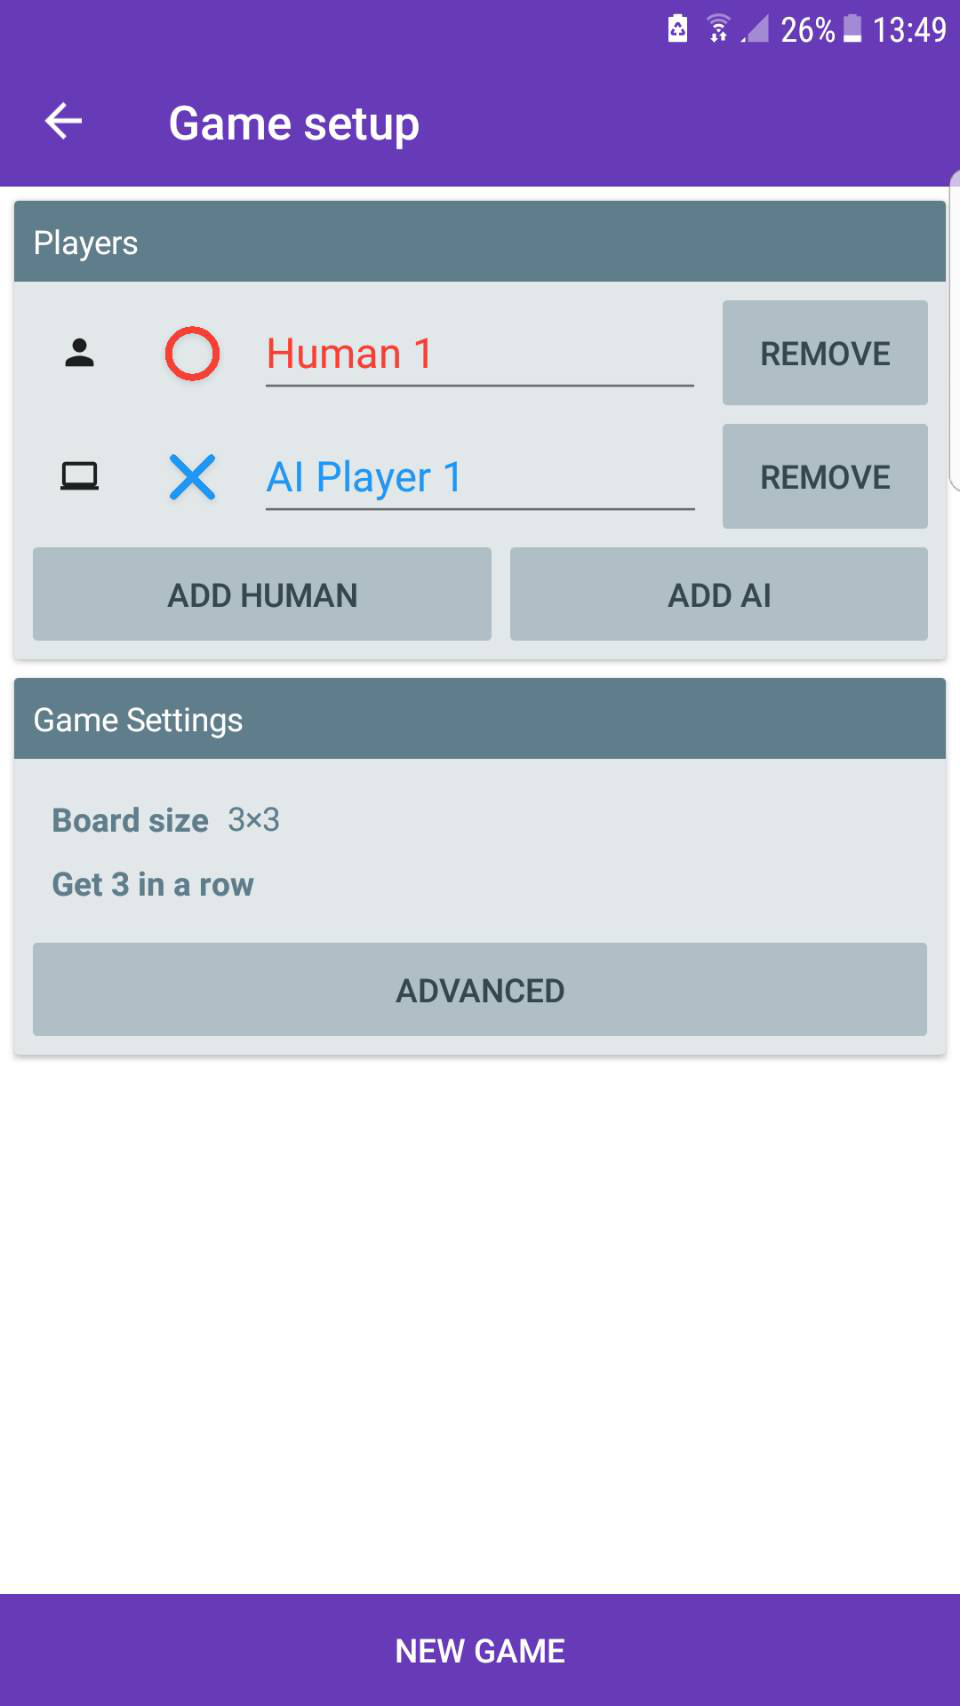 26% 13:49
Game setup
Players
Human 1 REMOVE
AI Player 1 REMOVE
ADD HUMAN ADD AI
Game Settings
Board size 3×3
Get 3 in a row
ADVANCED
NEW GAME